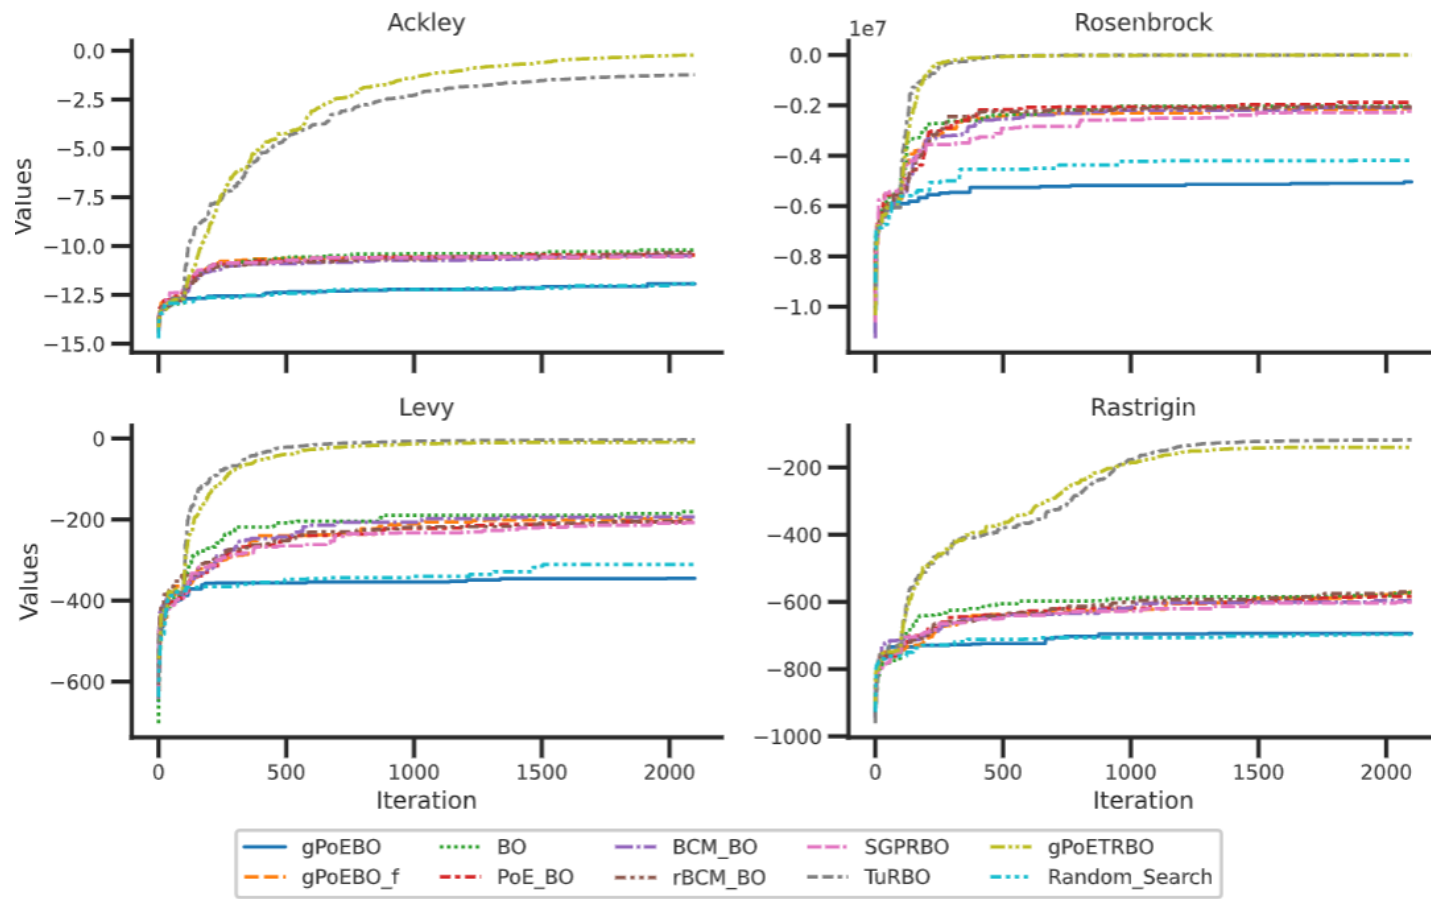 Ackley
Rosenbrock
1e7
Values
0.0
−2.5
−5.0
−7.5
−10.0
−12.5
−15.0
0.0
−0.2
−0.4
−0.6
−0.8
−1.0
Levy
Rastrigin
Values
0
−200
−400
−600
−200
−400
−600
−800
−1000
0 500 1000 1500 2000
0 500 1000 1500 2000
Iteration
Iteration
gPoEBO BO BCM_BO SGPRBO gPoETRBO
gPoEBO_f PoE_BO rBCM_BO TuRBO Random_Search